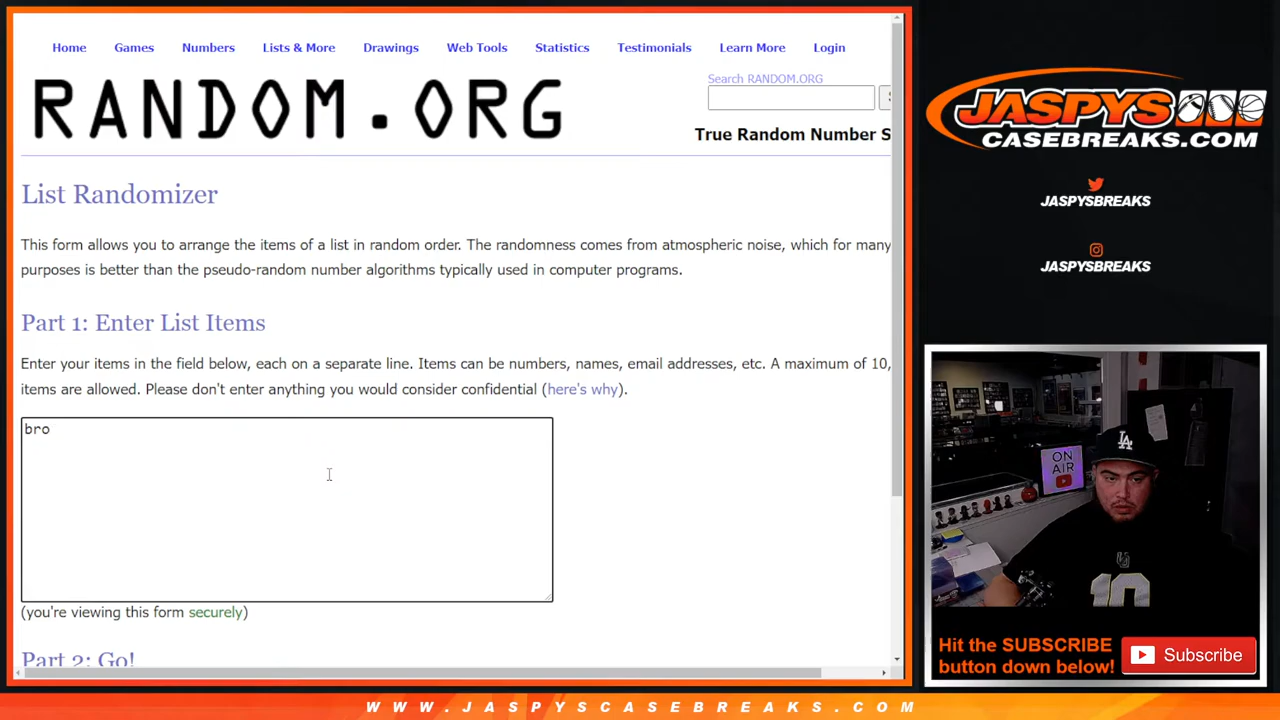 Home Games Numbers Lists & More Drawings Web Tools Statistics Testimonials Learn More Login
RANDOM.ORG
Search RANDOM.ORG
True Random Number S
List Randomizer
This form allows you to arrange the items of a list in random order. The randomness comes from atmospheric noise, which for many
purposes is better than the pseudo-random number algorithms typically used in computer programs.
Part 1: Enter List Items
Enter your items in the field below, each on a separate line. Items can be numbers, names, email addresses, etc. A maximum of 10,
items are allowed. Please don't enter anything you would consider confidential (here's why).
bro
(you're viewing this form securely)
Part 2: Go!
JASPYS
CASEBREAKS.COM
JASPYSBREAKS
JASPYSBREAKS
ON
AIR
LA
10
Hit the SUBSCRIBE
button down below!
Subscribe
WWW.JASPYSCASEBREAKS.COM